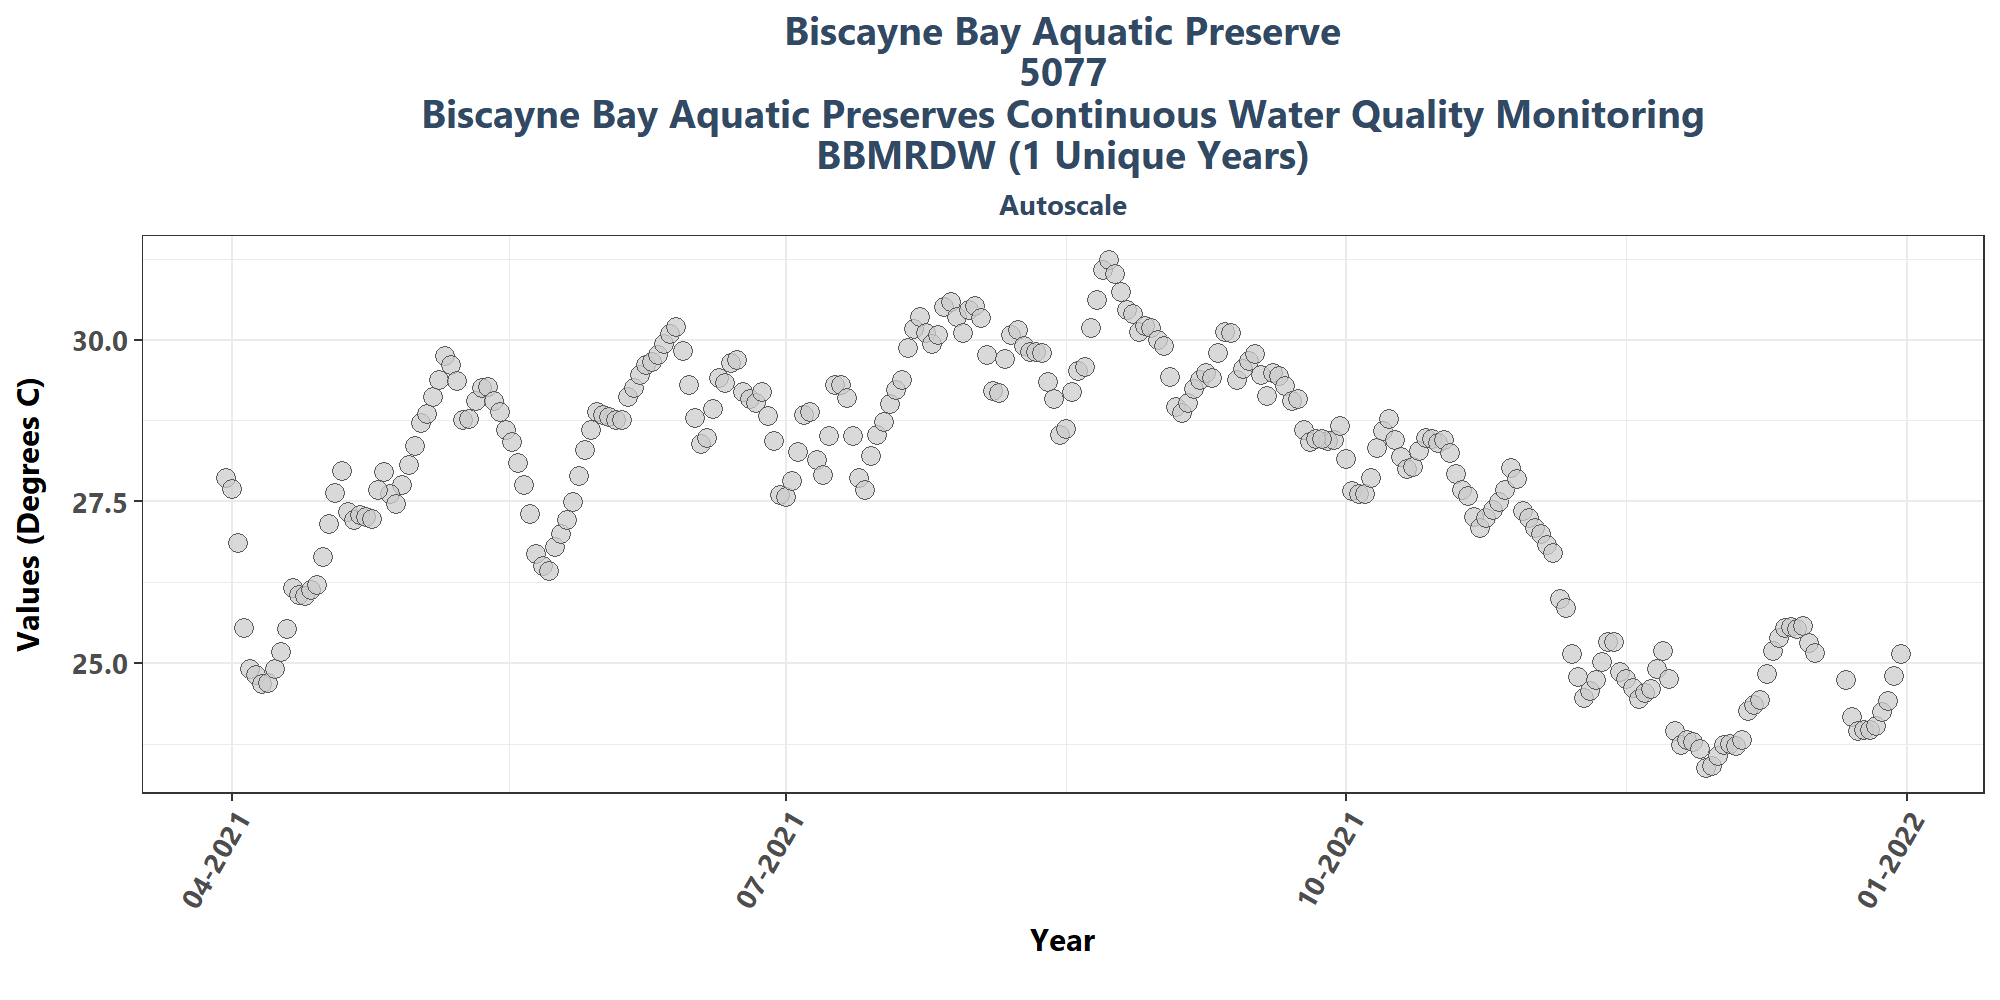 Biscayne Bay Aquatic Preserve
5077
Biscayne Bay Aquatic Preserves Continuous Water Quality Monitoring
BBMRDW (1 Unique Years)
Autoscale
Values (Degrees C)
30.0
27.5
25.0
04-2021
07-2021
10-2021
01-2022
Year